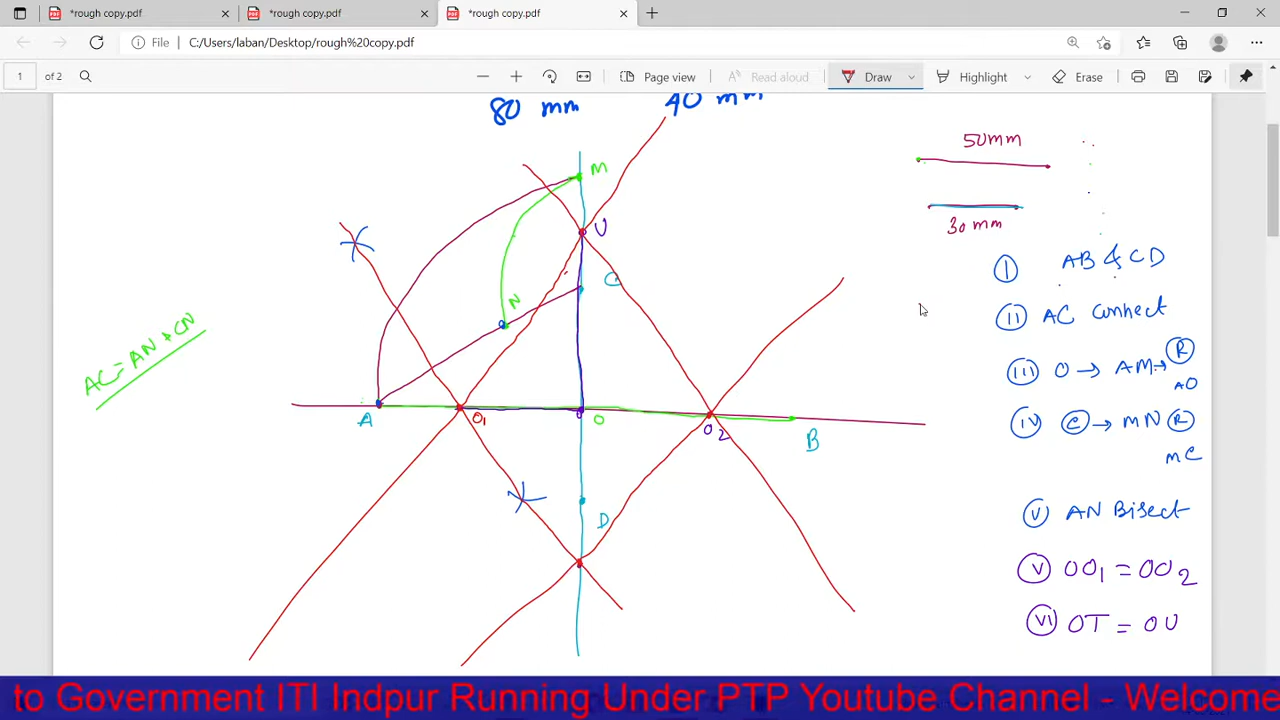 *rough copy.pdf
*rough copy.pdf
*rough copy.pdf
File
C:/Users/laban/Desktop/rough%20copy.pdf
1
of 2
Page view
Read aloud
Draw
Highlight
Erase
80 mm
40 mm
50mm
30 mm
M
U
C
N
A
O1
O
O2
B
D
AC=AN+CN
I AB & CD
II AC Connect
III O → AM→ R
AO
IV C → MN R
MC
V AN Bisect
V OO1 = OO2
VI OT = OU
to Government ITI Indpur Running Under PTP Youtube Channel - Welcome